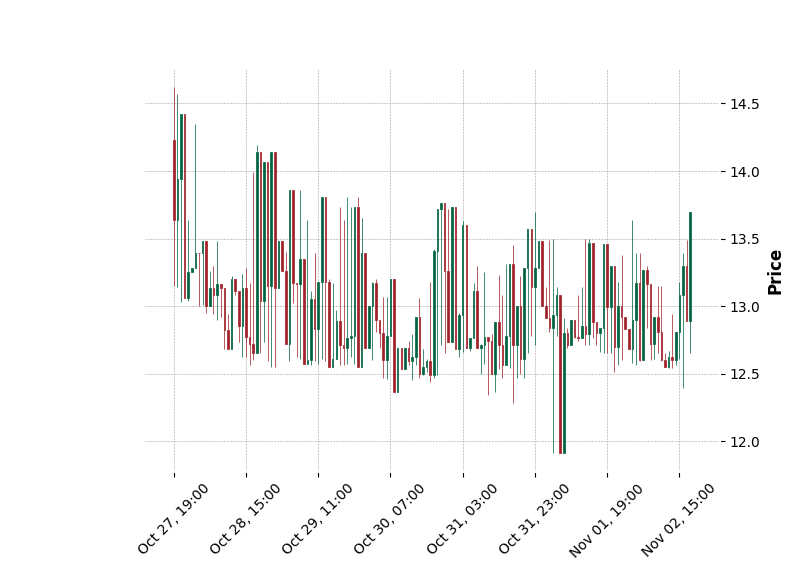 14.5
14.0
13.5
13.0
12.5
12.0
Price
Oct 27, 19:00
Oct 28, 15:00
Oct 29, 11:00
Oct 30, 07:00
Oct 31, 03:00
Oct 31, 23:00
Nov 01, 19:00
Nov 02, 15:00